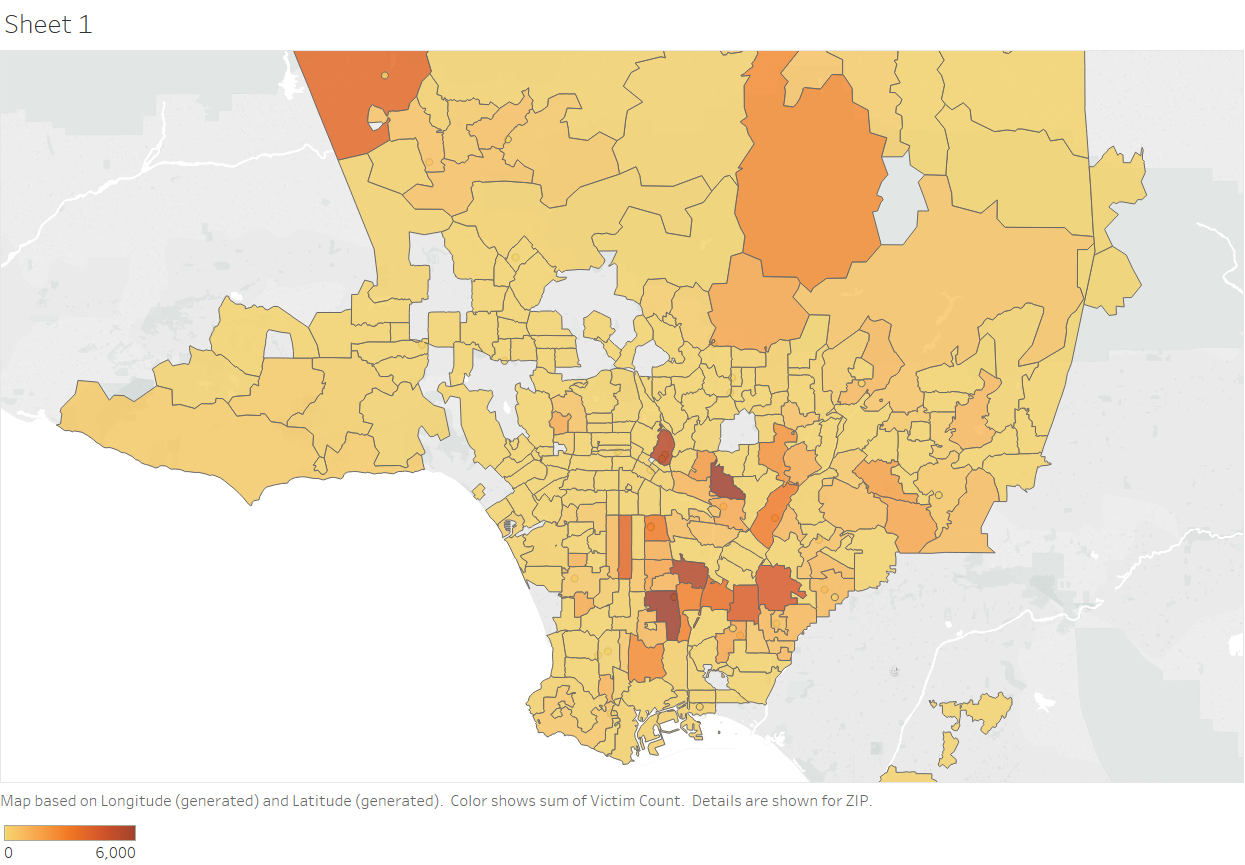 Sheet 1
Map based on Longitude (generated) and Latitude (generated).  Color shows sum of Victim Count.  Details are shown for ZIP.
0 6,000